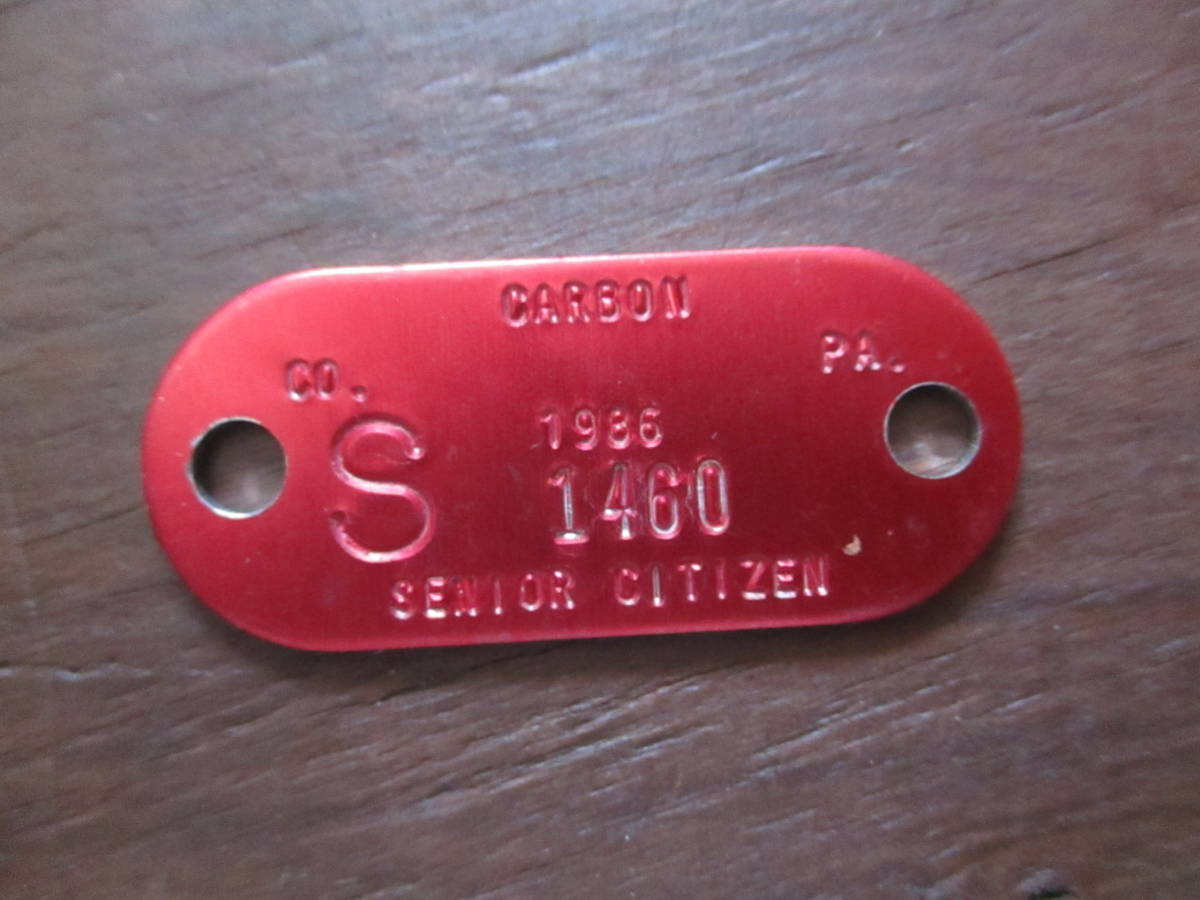 CARBON
CO. PA.
1986
S 1460
SENIOR CITIZEN